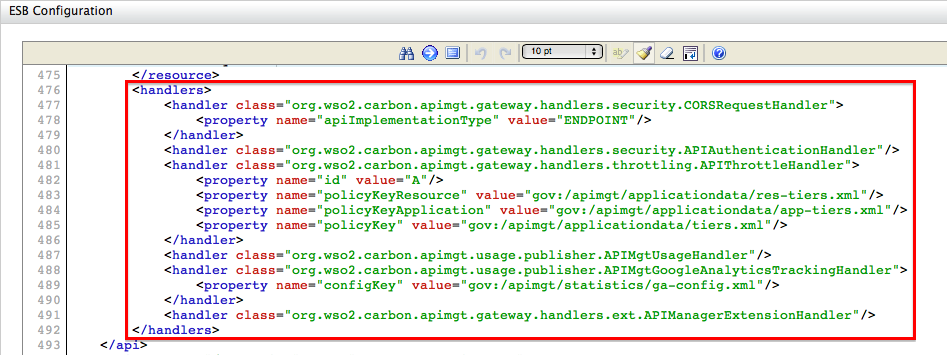 ESB Configuration
10 pt
475 </resource>
476 <handlers>
477 <handler class="org.wso2.carbon.apimgt.gateway.handlers.security.CORSRequestHandler">
478 <property name="apiImplementationType" value="ENDPOINT"/>
479 </handler>
480 <handler class="org.wso2.carbon.apimgt.gateway.handlers.security.APIAuthenticationHandler"/>
481 <handler class="org.wso2.carbon.apimgt.gateway.handlers.throttling.APIThrottleHandler">
482 <property name="id" value="A"/>
483 <property name="policyKeyResource" value="gov:/apimgt/applicationdata/res-tiers.xml"/>
484 <property name="policyKeyApplication" value="gov:/apimgt/applicationdata/app-tiers.xml"/>
485 <property name="policyKey" value="gov:/apimgt/applicationdata/tiers.xml"/>
486 </handler>
487 <handler class="org.wso2.carbon.apimgt.usage.publisher.APIMgtUsageHandler"/>
488 <handler class="org.wso2.carbon.apimgt.usage.publisher.APIMgtGoogleAnalyticsTrackingHandler">
489 <property name="configKey" value="gov:/apimgt/statistics/ga-config.xml"/>
490 </handler>
491 <handler class="org.wso2.carbon.apimgt.gateway.handlers.ext.APIManagerExtensionHandler"/>
492 </handlers>
493 </api>